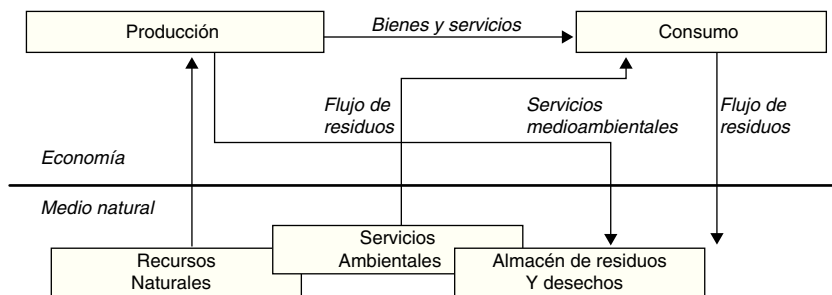 Producción
Bienes y servicios
Consumo
Flujo de
residuos
Servicios
medioambientales
Flujo de
residuos
Economía
Medio natural
Recursos
Naturales
Servicios
Ambientales
Almacén de residuos
Y desechos